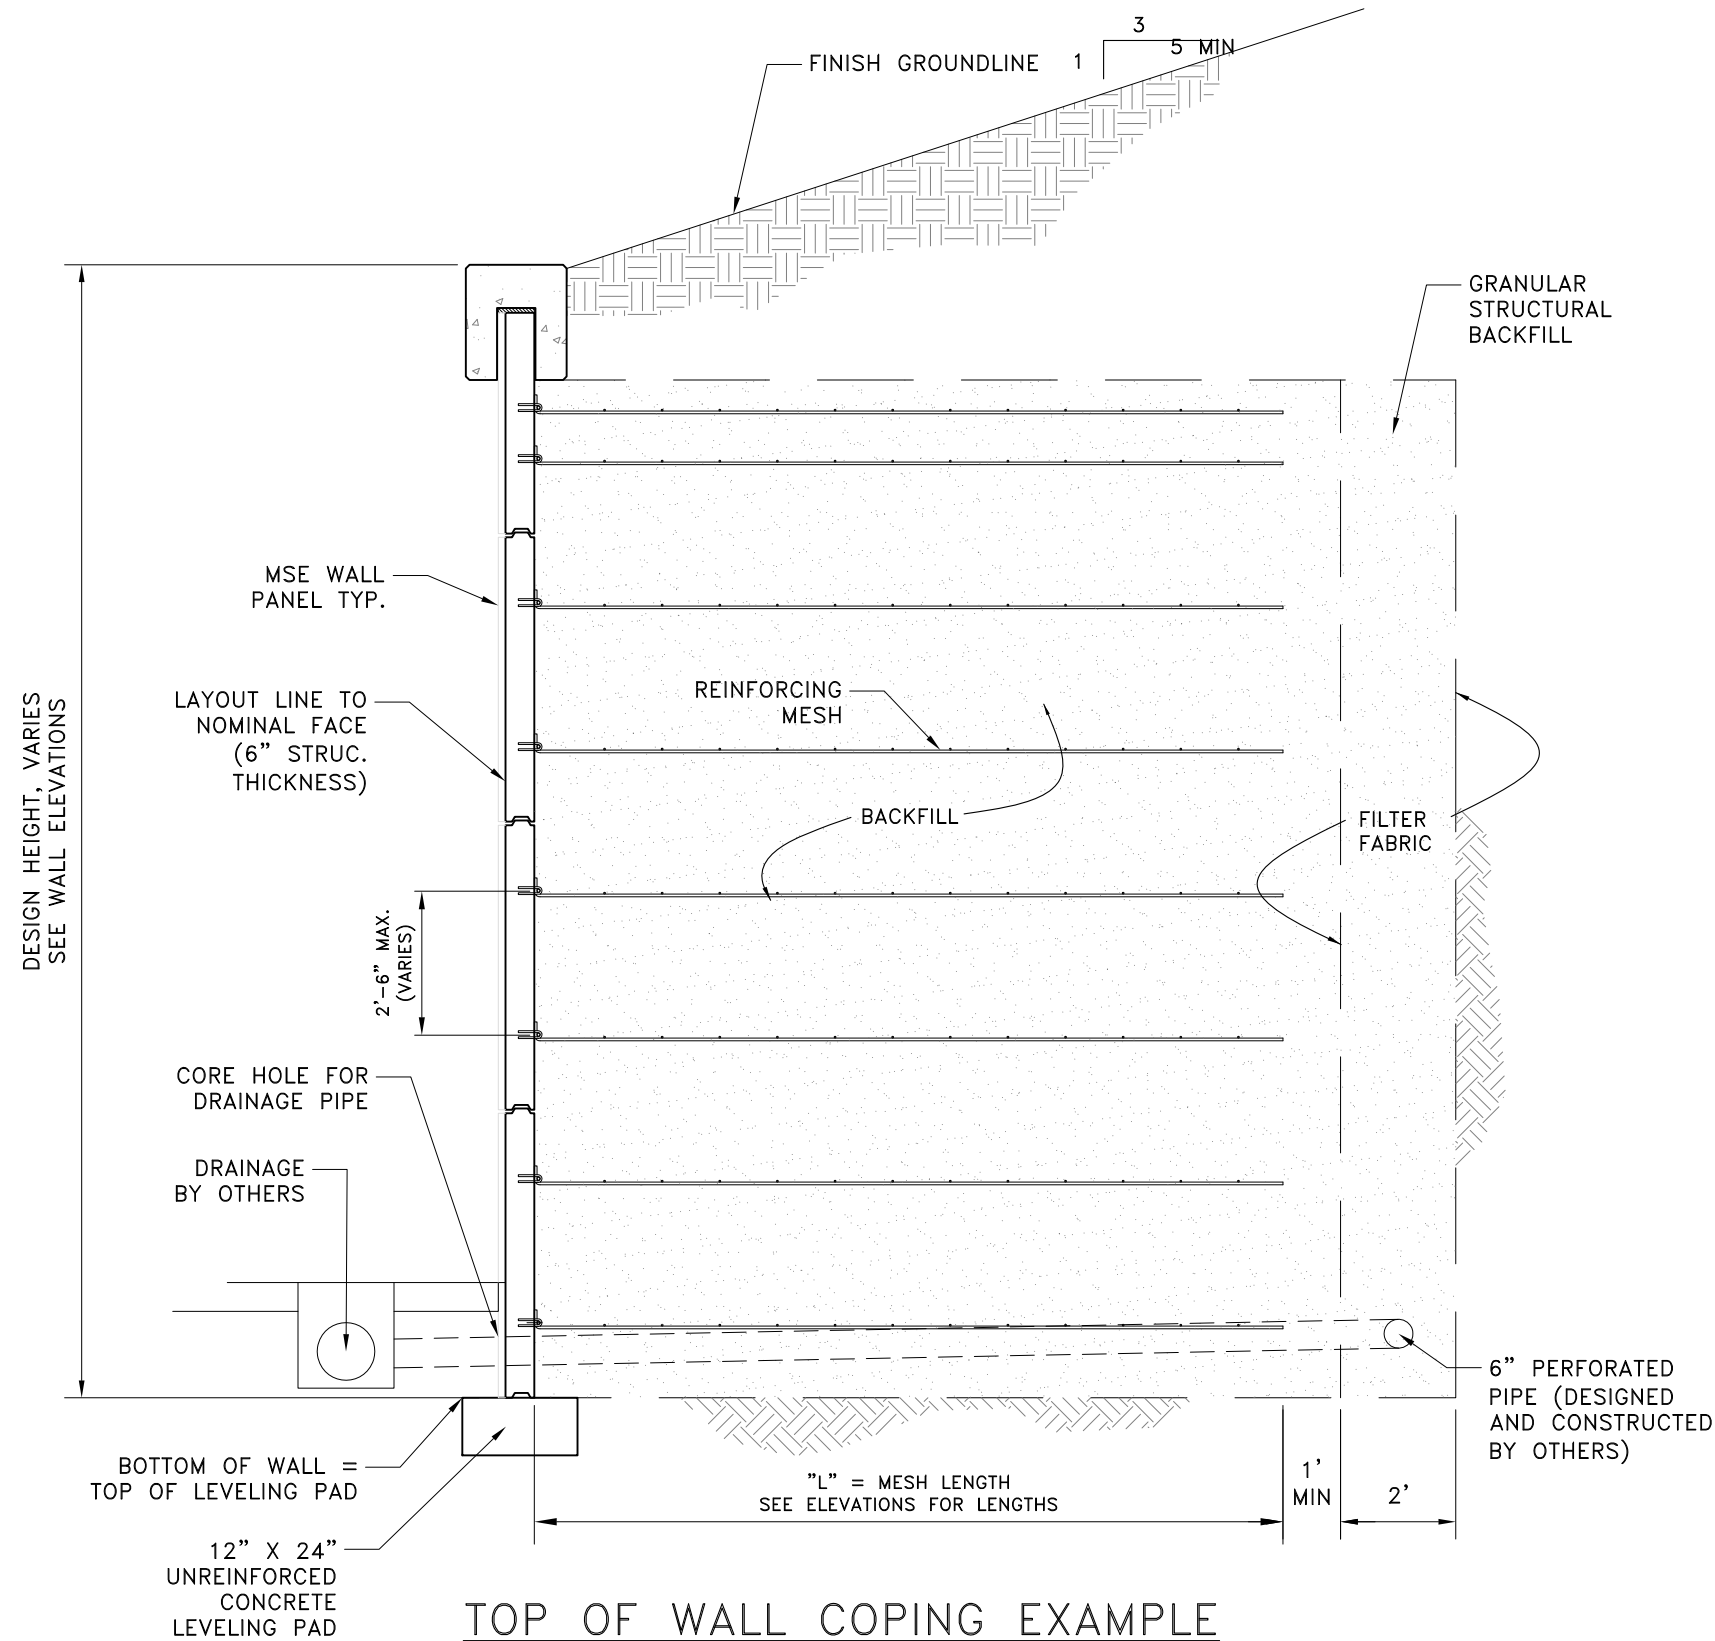 3
5 MIN
1
FINISH GROUNDLINE
GRANULAR
STRUCTURAL
BACKFILL
MSE WALL
PANEL TYP.
LAYOUT LINE TO
NOMINAL FACE
(6" STRUC.
THICKNESS)
REINFORCING
MESH
DESIGN HEIGHT, VARIES
SEE WALL ELEVATIONS
BACKFILL
FILTER
FABRIC
2'-6" MAX.
(VARIES)
CORE HOLE FOR
DRAINAGE PIPE
DRAINAGE
BY OTHERS
6" PERFORATED
PIPE (DESIGNED
AND CONSTRUCTED
BY OTHERS)
BOTTOM OF WALL =
TOP OF LEVELING PAD
"L" = MESH LENGTH
SEE ELEVATIONS FOR LENGTHS
1'
MIN
2'
12" X 24"
UNREINFORCED
CONCRETE
LEVELING PAD
TOP OF WALL COPING EXAMPLE